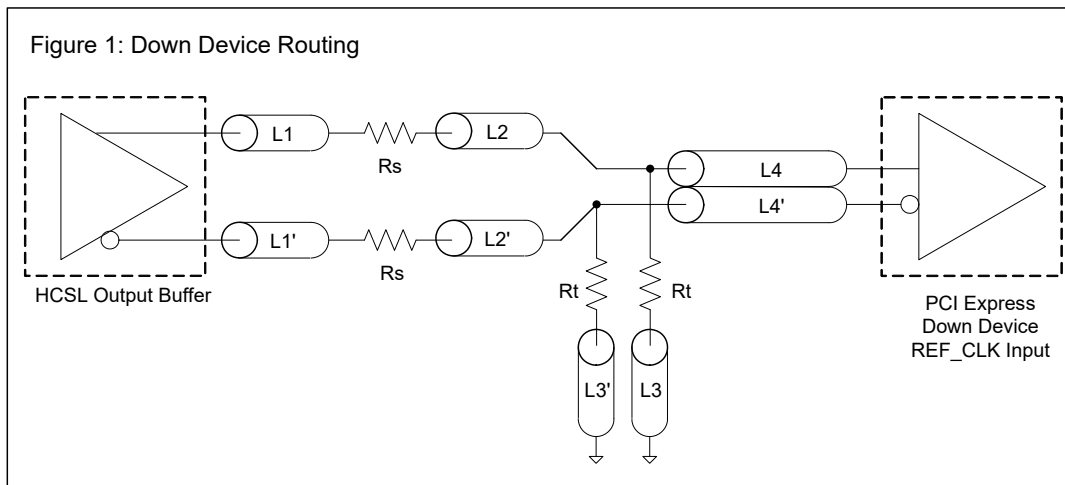 Figure 1: Down Device Routing
L1
Rs
L2
L4
L4'
L1'
Rs
L2'
HCSL Output Buffer
Rt
Rt
L3'
L3
PCI Express
Down Device
REF_CLK Input